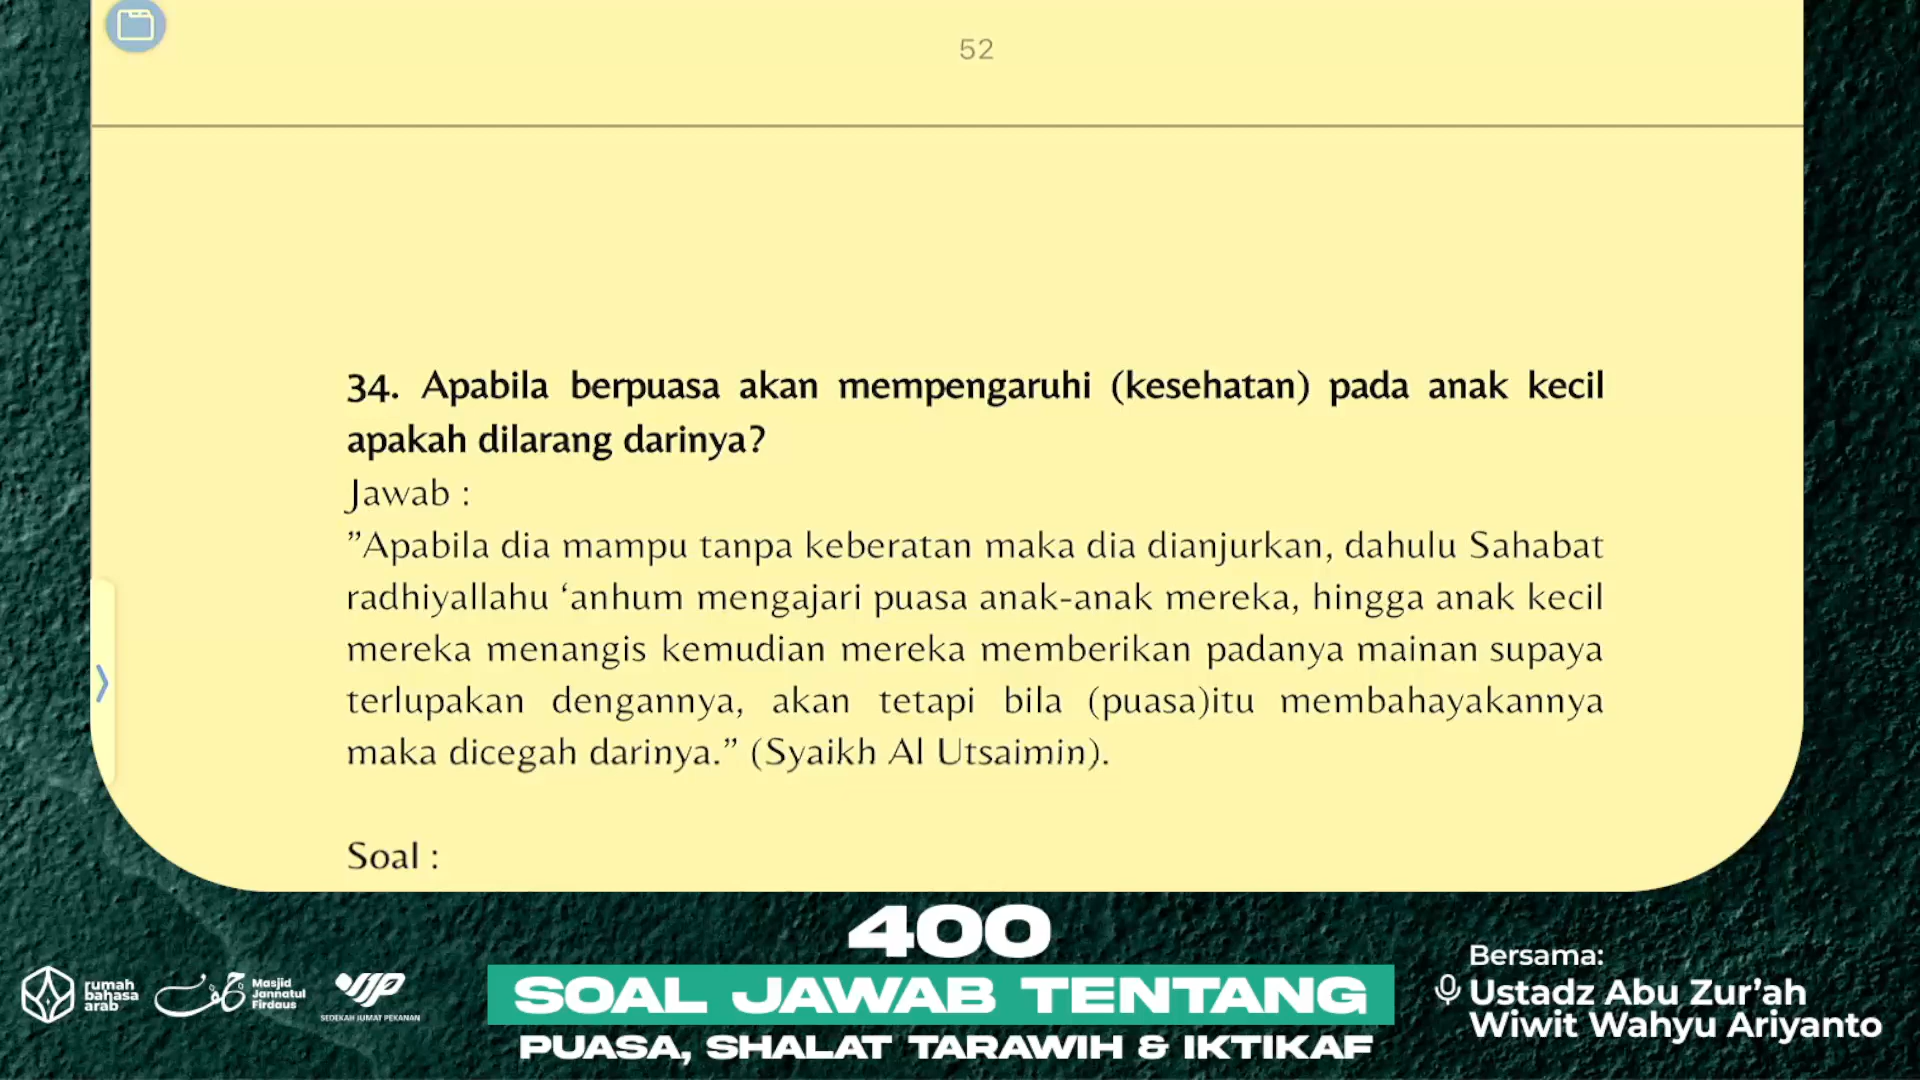 52
34. Apabila berpuasa akan mempengaruhi (kesehatan) pada anak kecil
apakah dilarang darinya?
Jawab :
”Apabila dia mampu tanpa keberatan maka dia dianjurkan, dahulu Sahabat
radhiyallahu ‘anhum mengajari puasa anak-anak mereka, hingga anak kecil
mereka menangis kemudian mereka memberikan padanya mainan supaya
terlupakan dengannya, akan tetapi bila (puasa)itu membahayakannya
maka dicegah darinya.” (Syaikh Al Utsaimin).
Soal :
400
SOAL JAWAB TENTANG
PUASA, SHALAT TARAWIH & IKTIKAF
rumah
bahasa
arab
Masjid
Jannatul
Firdaus
SJP
SEDEKAH JUMAT PEKANAN
Bersama:
Ustadz Abu Zur’ah
Wiwit Wahyu Ariyanto